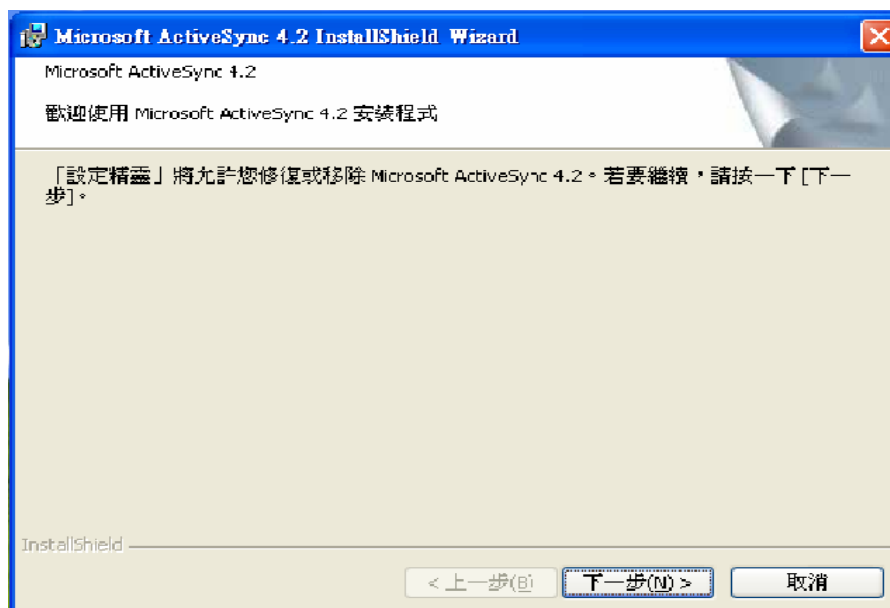 Microsoft ActiveSync 4.2 InstallShield Wizard
Microsoft ActiveSync 4.2
歡迎使用 Microsoft ActiveSync 4.2 安裝程式
「設定精靈」將允許您修復或移除 Microsoft ActiveSync 4.2。若要繼續，請按一下 [下一
步]。
InstallShield
< 上一步(B) 下一步(N) > 取消